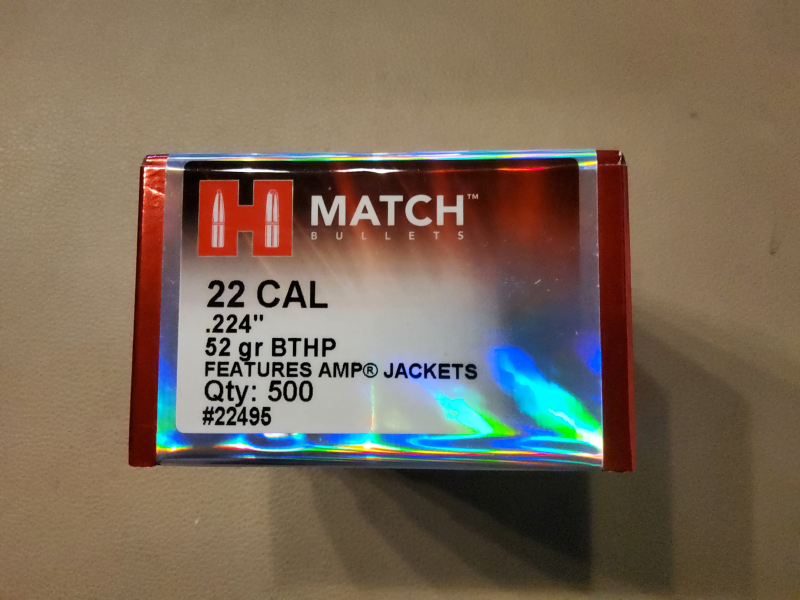 H MATCH™
BULLETS
22 CAL
.224"
52 gr BTHP
FEATURES AMP® JACKETS
Qty: 500
#22495